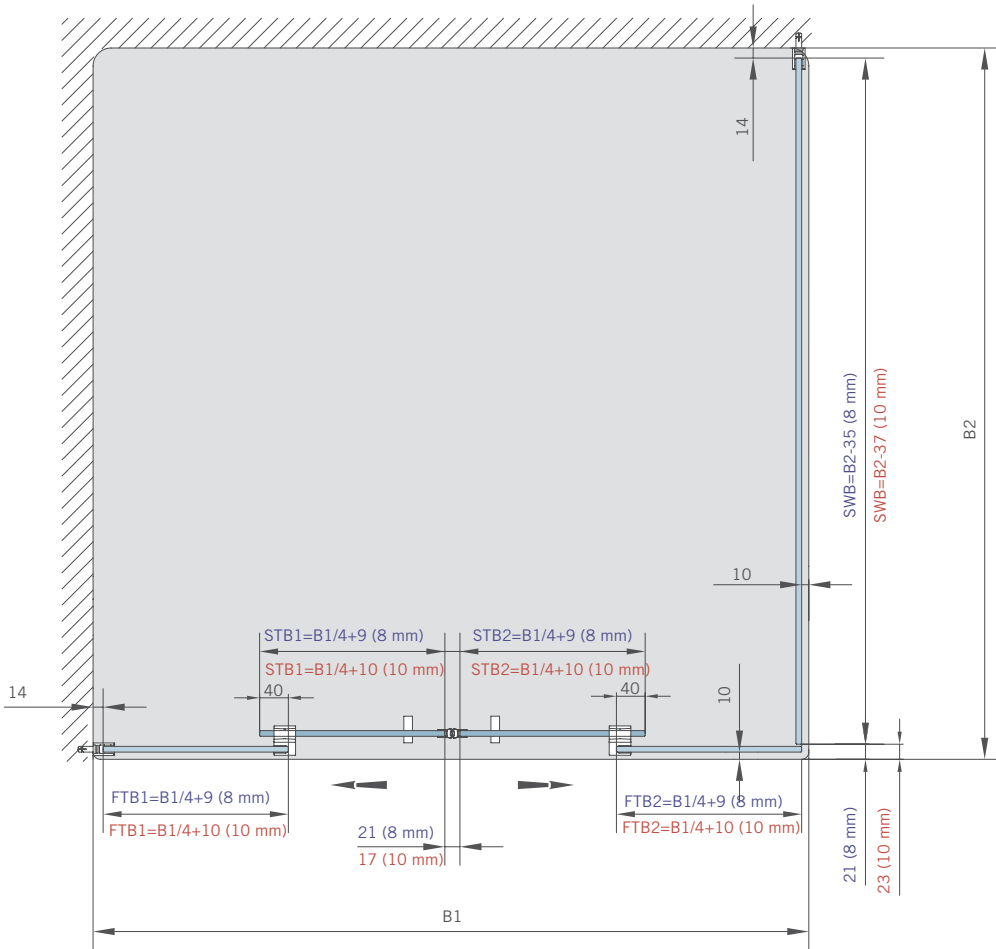 14
B2
SWB=B2-35 (8 mm)
SWB=B2-37 (10 mm)
10
STB1=B1/4+9 (8 mm)
STB2=B1/4+9 (8 mm)
STB1=B1/4+10 (10 mm)
STB2=B1/4+10 (10 mm)
14
40
40
10
FTB1=B1/4+9 (8 mm)
FTB2=B1/4+9 (8 mm)
FTB1=B1/4+10 (10 mm)
FTB2=B1/4+10 (10 mm)
21 (8 mm)
17 (10 mm)
21 (8 mm)
23 (10 mm)
B1